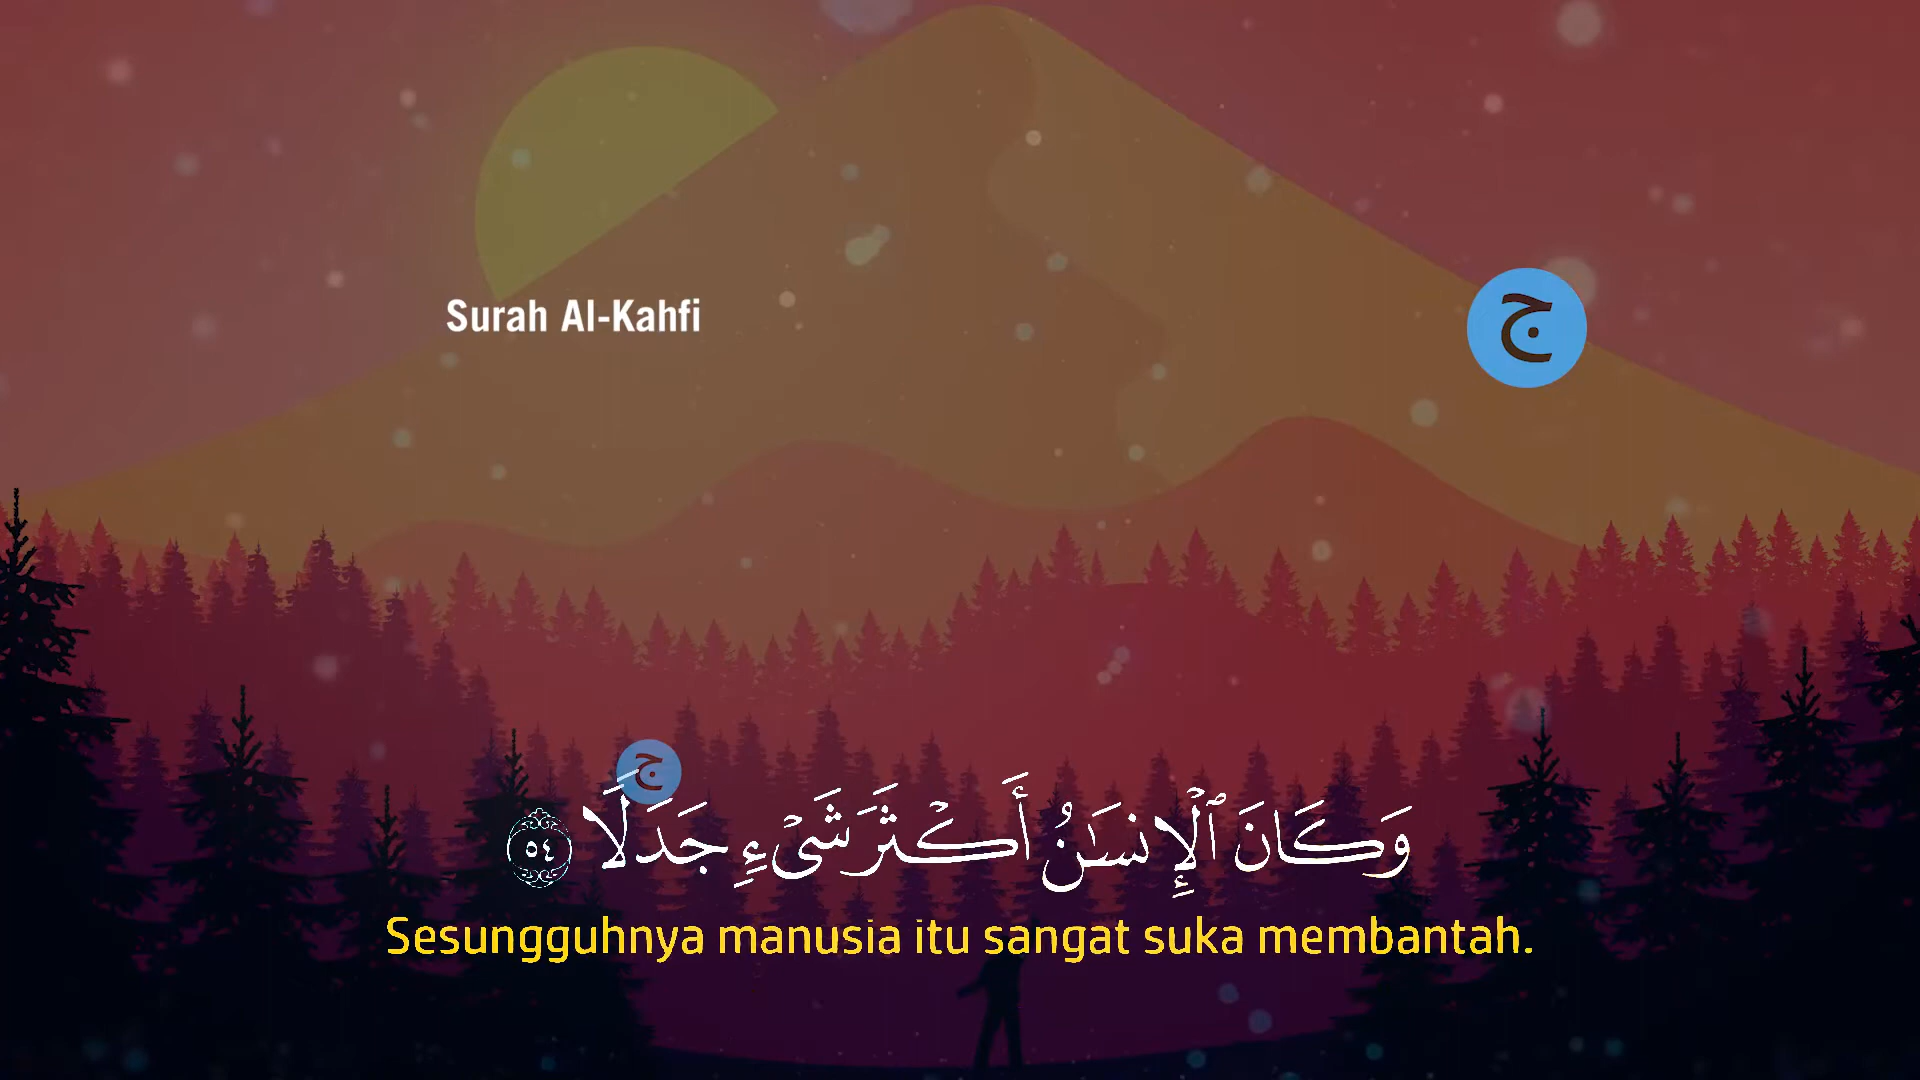 Surah Al-Kahfi
ج
ج
وَكَانَ ٱلْإِنسَـٰنُ أَكْثَرَ شَىْءٍ جَدَلًا ٥٤
Sesungguhnya manusia itu sangat suka membantah.